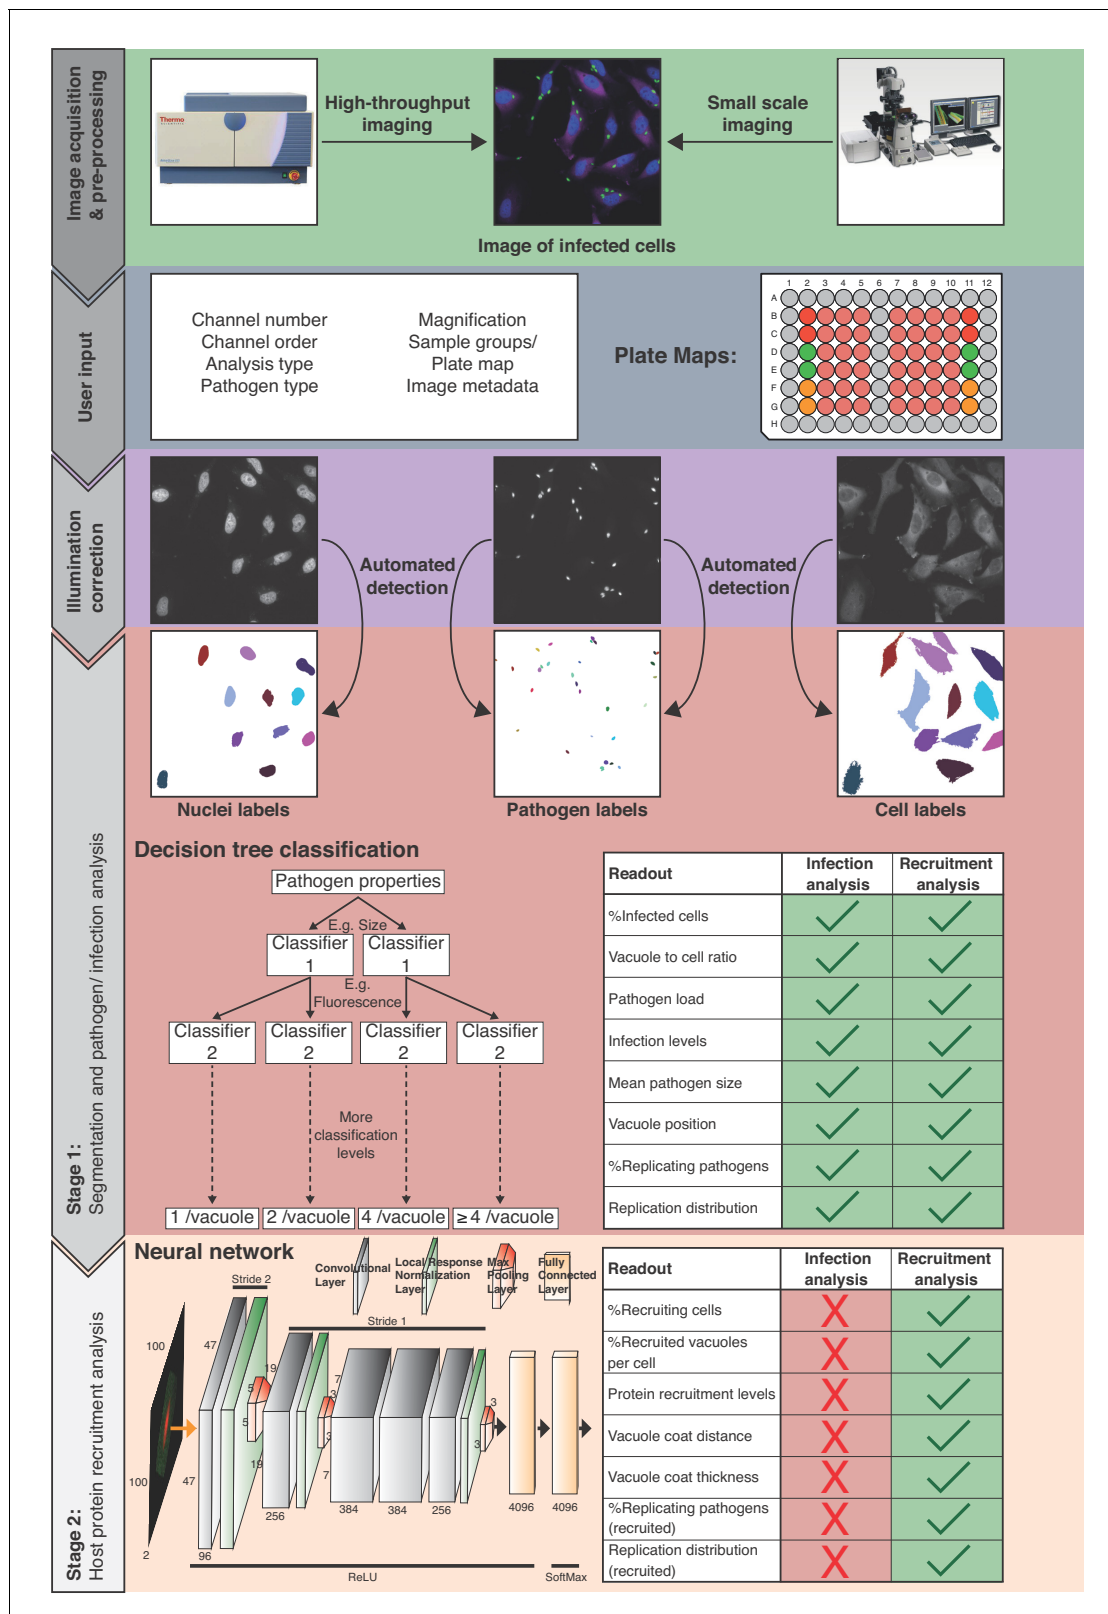 Image acquisition
& pre-processing
Thermo
SCIENTIFIC
High-throughput
imaging
Small scale
imaging
Image of infected cells
User input
Channel number
Channel order
Analysis type
Pathogen type
Magnification
Sample groups/
Plate map
Image metadata
Plate Maps:
1 2 3 4 5 6 7 8 9 10 11 12
A
B
C
D
E
F
G
H
Illumination
correction
Automated
detection
Automated
detection
Stage 1:
Segmentation and pathogen/ infection analysis
Nuclei labels
Pathogen labels
Cell labels
Decision tree classification
Pathogen properties
E.g. Size
Classifier
1
Classifier
1
E.g.
Fluorescence
Classifier
2
Classifier
2
Classifier
2
Classifier
2
More
classification
levels
1 /vacuole
2 /vacuole
4 /vacuole
≥4 /vacuole
Readout
Infection
analysis
Recruitment
analysis
%Infected cells
Vacuole to cell ratio
Pathogen load
Infection levels
Mean pathogen size
Vacuole position
%Replicating pathogens
Replication distribution
Stage 2:
Host protein recruitment analysis
Neural network
Stride 2
Convolutional
Layer
Local Response
Normalization
Layer
Max
Pooling
Layer
Fully
Connected
Layer
Stride 1
100
100
2
47
47
96
5
5
19
19
256
3
3
7
7
384
384
256
3
3
4096
4096
ReLU
SoftMax
Readout
Infection
analysis
Recruitment
analysis
%Recruiting cells
X
%Recruited vacuoles
per cell
X
Protein recruitment levels
X
Vacuole coat distance
X
Vacuole coat thickness
X
%Replicating pathogens
(recruited)
X
Replication distribution
(recruited)
X